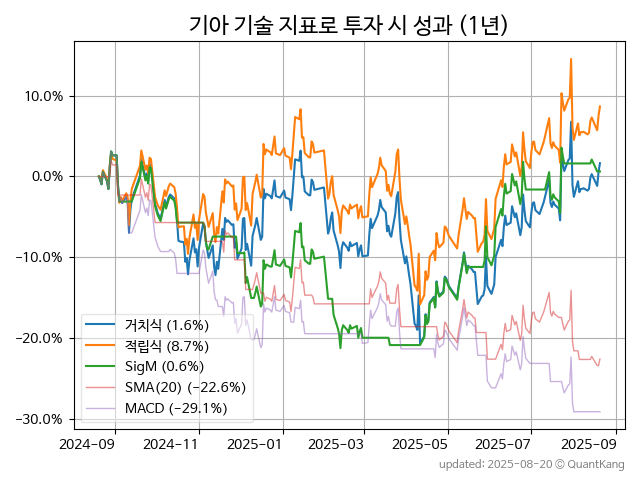 기아 기술 지표로 투자 시 성과 (1년)
10.0%
0.0%
−10.0%
−20.0%
−30.0%
거치식 (1.6%)
적립식 (8.7%)
SigM (0.6%)
SMA(20) (−22.6%)
MACD (−29.1%)
2024-09 2024-11 2025-01 2025-03 2025-05 2025-07 2025-09
updated: 2025-08-20 © QuantKang